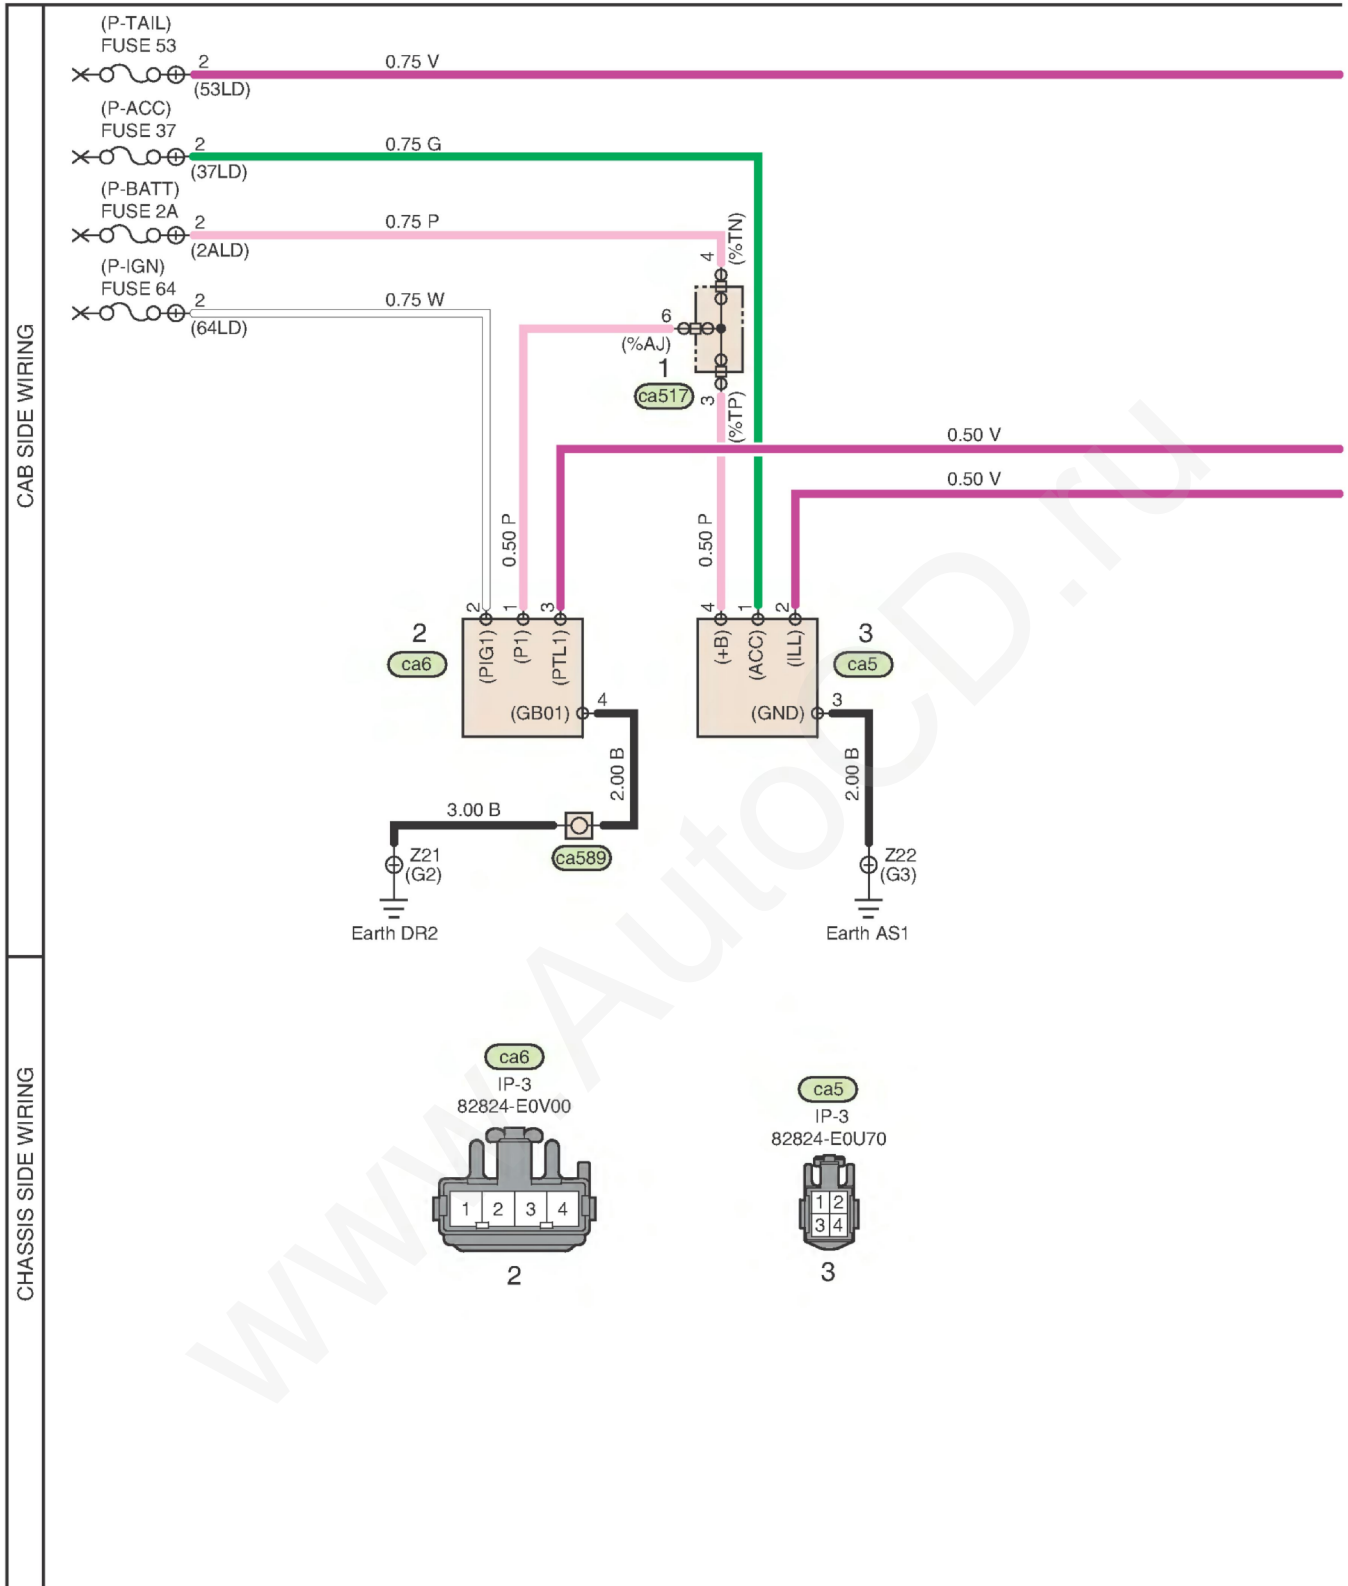 (P-TAIL)
FUSE 53
2
0.75 V
(53LD)
(P-ACC)
FUSE 37
2
0.75 G
(37LD)
(P-BATT)
FUSE 2A
2
0.75 P
(2ALD)
4
(%TN)
(P-IGN)
FUSE 64
2
0.75 W
(64LD)
6
(%AJ)
1
ca517
3
(%TP)
CAB SIDE WIRING
0.50 V
0.50 V
0.50 P
0.50 P
2
1
3
4
1
2
2
ca6
(PIG1)
(P1)
(PTL1)
(+B)
(ACC)
(ILL)
3
ca5
(GB01)
4
(GND)
3
2.00 B
2.00 B
3.00 B
ca589
Z21
(G2)
Z22
(G3)
Earth DR2
Earth AS1
www.AutoCD.ru
CHASSIS SIDE WIRING
ca6
IP-3
82824-E0V00
1 2 3 4
2
ca5
IP-3
82824-E0U70
1 2
3 4
3